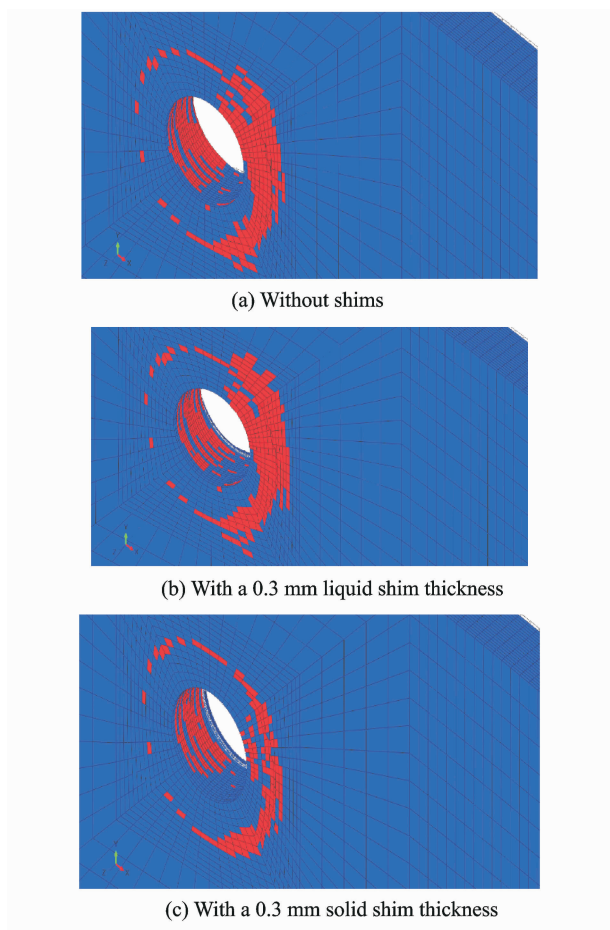 (a) Without shims
(b) With a 0.3 mm liquid shim thickness
(c) With a 0.3 mm solid shim thickness